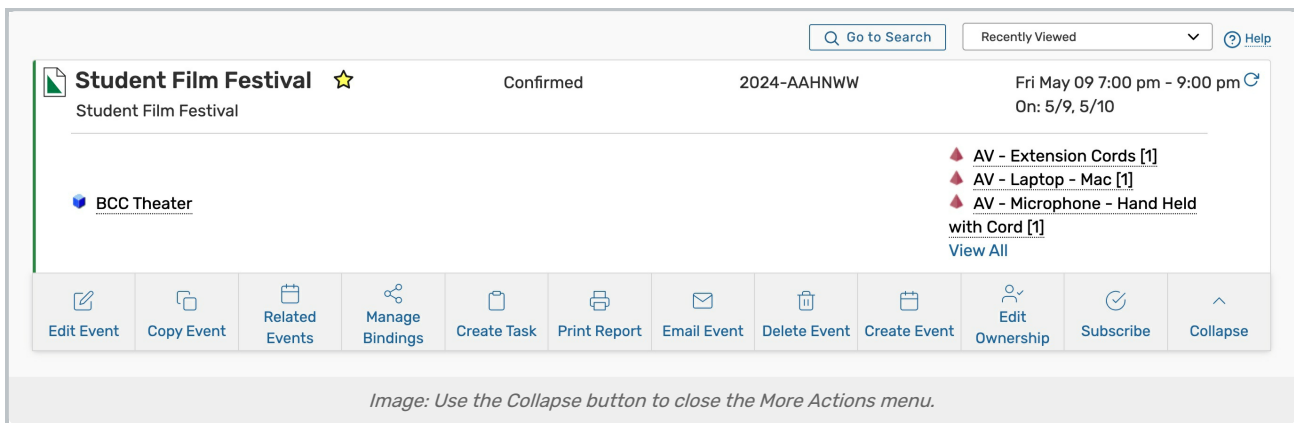 Go to Search
Recently Viewed
Help
Student Film Festival
Confirmed
2024-AAHNWW
Fri May 09 7:00 pm - 9:00 pm
Student Film Festival
On: 5/9, 5/10
BCC Theater
AV - Extension Cords [1]
AV - Laptop - Mac [1]
AV - Microphone - Hand Held
with Cord [1]
View All
Edit Event
Copy Event
Related
Events
Manage
Bindings
Create Task
Print Report
Email Event
Delete Event
Create Event
Edit
Ownership
Subscribe
Collapse
Image: Use the Collapse button to close the More Actions menu.